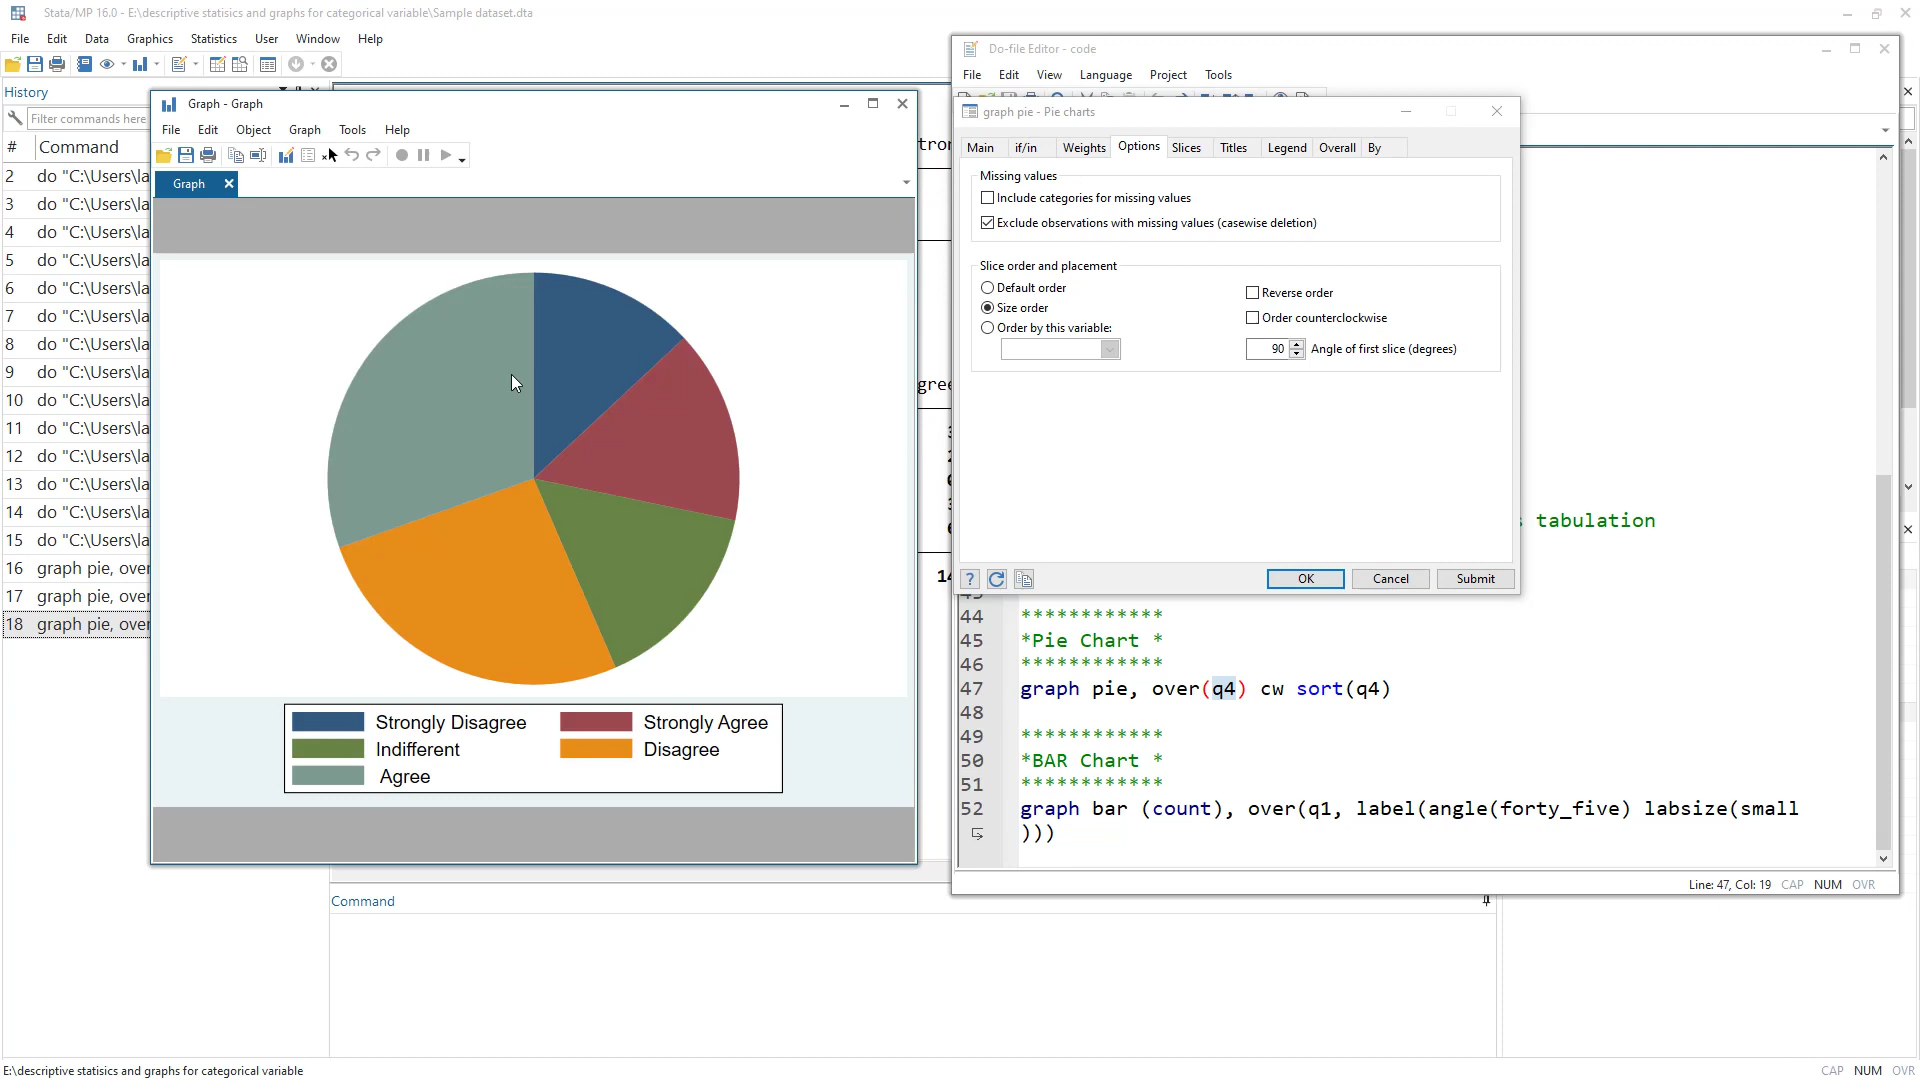 Stata/MP 16.0 - E:\descriptive statisics and graphs for categorical variable\Sample dataset.dta
File Edit Data Graphics Statistics User Window Help
History
Filter commands here
# Command
2 do "C:\Users\la
3 do "C:\Users\la
4 do "C:\Users\la
5 do "C:\Users\la
6 do "C:\Users\la
7 do "C:\Users\la
8 do "C:\Users\la
9 do "C:\Users\la
10 do "C:\Users\la
11 do "C:\Users\la
12 do "C:\Users\la
13 do "C:\Users\la
14 do "C:\Users\la
15 do "C:\Users\la
16 graph pie, over
17 graph pie, over
18 graph pie, over
Graph - Graph
File Edit Object Graph Tools Help
Graph
Strongly Disagree Strongly Agree
Indifferent Disagree
Agree
Do-file Editor - code
File Edit View Language Project Tools
graph pie - Pie charts
Main if/in Weights Options Slices Titles Legend Overall By
Missing values
Include categories for missing values
Exclude observations with missing values (casewise deletion)
Slice order and placement
Default order
Size order
Order by this variable:
Reverse order
Order counterclockwise
90 Angle of first slice (degrees)
? OK Cancel Submit
tabulation
44 ************
45 *Pie Chart *
46 ************
47 graph pie, over(q4) cw sort(q4)
48
49 ************
50 *BAR Chart *
51 ************
52 graph bar (count), over(q1, label(angle(forty_five) labsize(small
)))
Line: 47, Col: 19 CAP NUM OVR
Command
E:\descriptive statisics and graphs for categorical variable
CAP NUM OVR